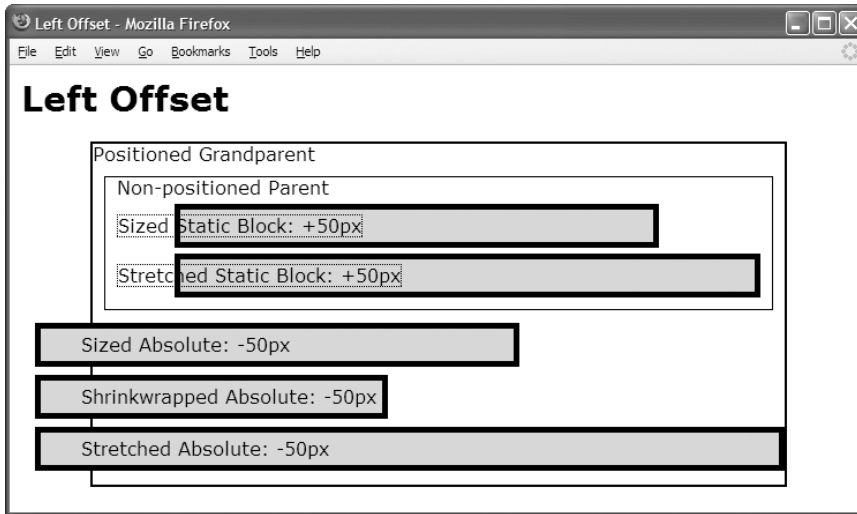 Left Offset - Mozilla Firefox
File Edit View Go Bookmarks Tools Help
Left Offset
Positioned Grandparent
Non-positioned Parent
Sized Static Block: +50px
Stretched Static Block: +50px
Sized Absolute: -50px
Shrinkwrapped Absolute: -50px
Stretched Absolute: -50px